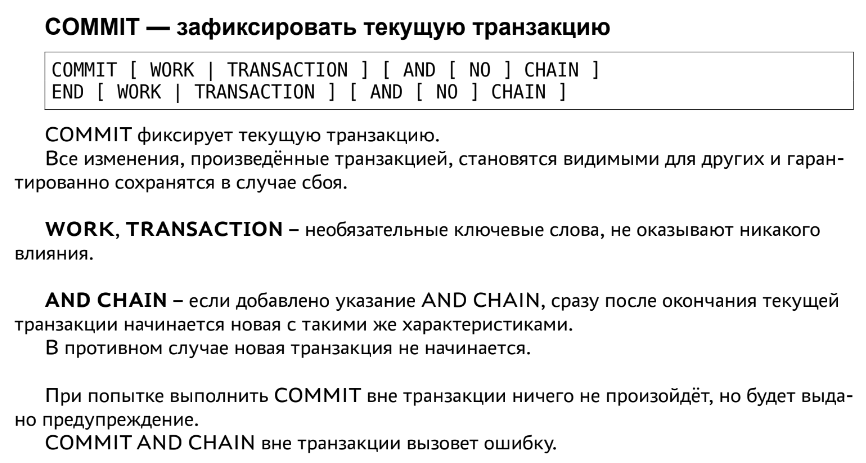 COMMIT — зафиксировать текущую транзакцию
COMMIT [ WORK | TRANSACTION ] [ AND [ NO ] CHAIN ]
END [ WORK | TRANSACTION ] [ AND [ NO ] CHAIN ]
COMMIT фиксирует текущую транзакцию.
Все изменения, произведённые транзакцией, становятся видимыми для других и гаран-
тированно сохранятся в случае сбоя.
WORK, TRANSACTION – необязательные ключевые слова, не оказывают никакого
влияния.
AND CHAIN – если добавлено указание AND CHAIN, сразу после окончания текущей
транзакции начинается новая с такими же характеристиками.
В противном случае новая транзакция не начинается.
При попытке выполнить COMMIT вне транзакции ничего не произойдёт, но будет выда-
но предупреждение.
COMMIT AND CHAIN вне транзакции вызовет ошибку.